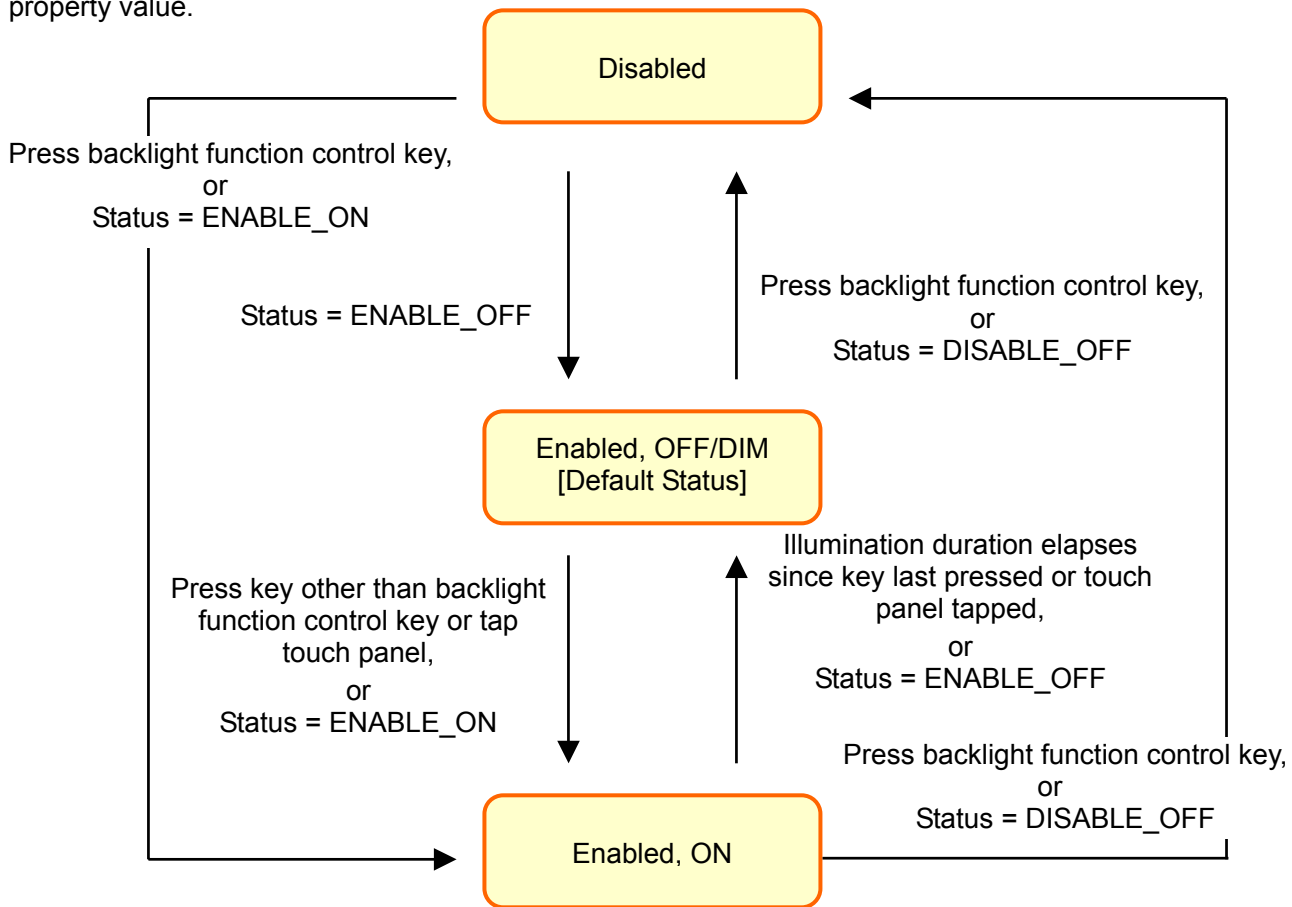 property value.
Disabled
Press backlight function control key,
or
Status = ENABLE_ON
Status = ENABLE_OFF
Press backlight function control key,
or
Status = DISABLE_OFF
Enabled, OFF/DIM
[Default Status]
Press key other than backlight
function control key or tap
touch panel,
or
Status = ENABLE_ON
Illumination duration elapses
since key last pressed or touch
panel tapped,
or
Status = ENABLE_OFF
Press backlight function control key,
or
Status = DISABLE_OFF
Enabled, ON